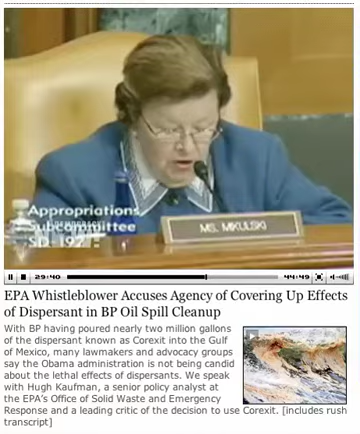 Appropriations
Subcommittee
SD-192
MS. MIKULSKI
29:40
44:49
EPA Whistleblower Accuses Agency of Covering Up Effects
of Dispersant in BP Oil Spill Cleanup
With BP having poured nearly two million gallons
of the dispersant known as Corexit into the Gulf
of Mexico, many lawmakers and advocacy groups
say the Obama administration is not being candid
about the lethal effects of dispersants. We speak
with Hugh Kaufman, a senior policy analyst at
the EPA's Office of Solid Waste and Emergency
Response and a leading critic of the decision to use Corexit. [includes rush
transcript]